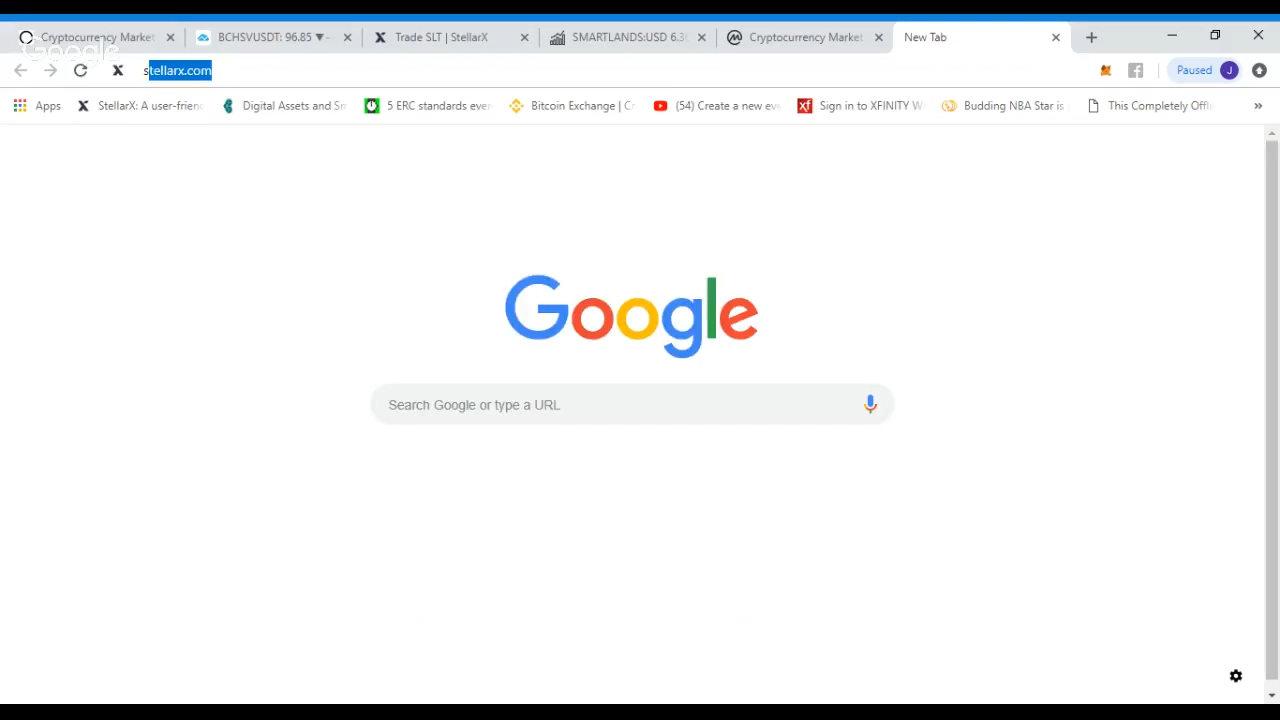 Cryptocurrency Market
BCHSVUSDT: 96.85 ▼-
Trade SLT | StellarX
SMARTLANDS:USD 6.3
Cryptocurrency Market
New Tab
Google
stellarx.com
Paused
J
Apps
StellarX: A user-frien
Digital Assets and Sm
5 ERC standards ever
Bitcoin Exchange | Cr
(54) Create a new eve
Sign in to XFINITY W
Budding NBA Star is
This Completely Offl
»
Google
Search Google or type a URL